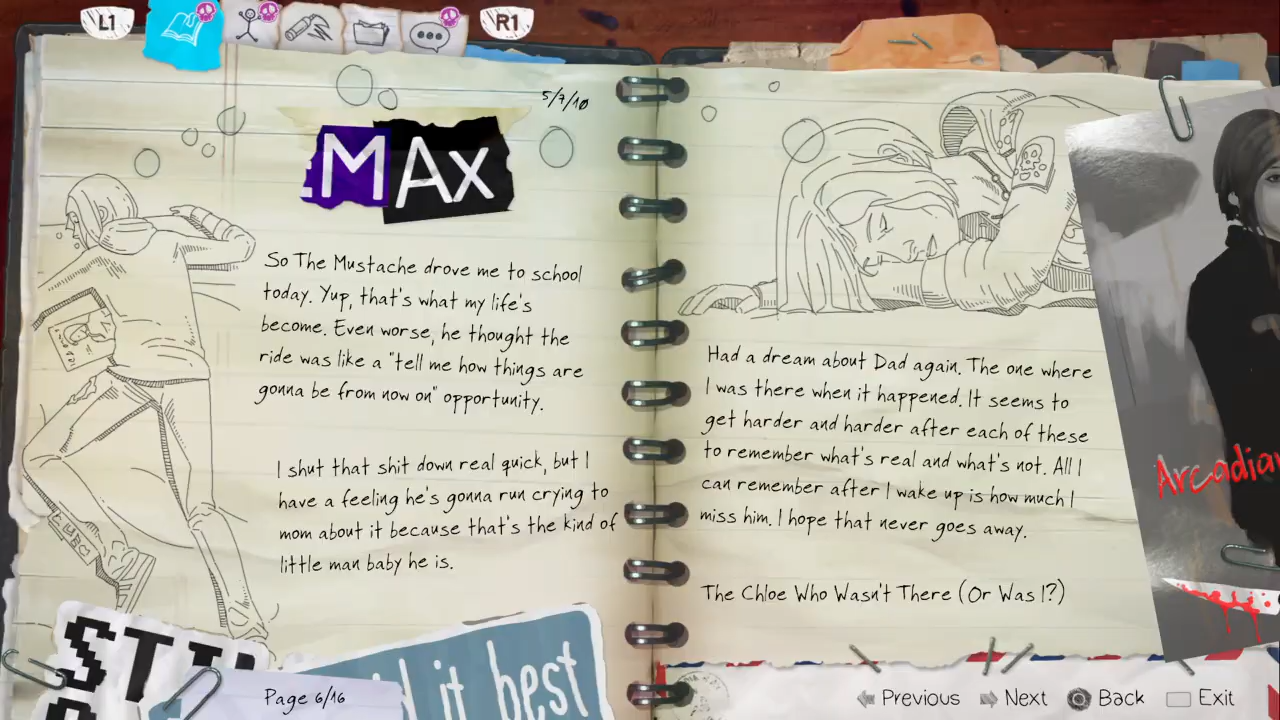 L1
R1
5/7/10
MAx
So The Mustache drove me to school
today. Yup, that's what my life's
become. Even worse, he thought the
ride was like a "tell me how things are
gonna be from now on" opportunity.
I shut that shit down real quick, but I
have a feeling he's gonna run crying to
mom about it because that's the kind of
little man baby he is.
Had a dream about Dad again. The one where
I was there when it happened. It seems to
get harder and harder after each of these
to remember what's real and what's not. All I
can remember after I wake up is how much I
miss him. I hope that never goes away.
The Chloe Who Wasn't There (Or Was I?)
Arcadia
it best
Page 6/16
Previous
Next
Back
Exit